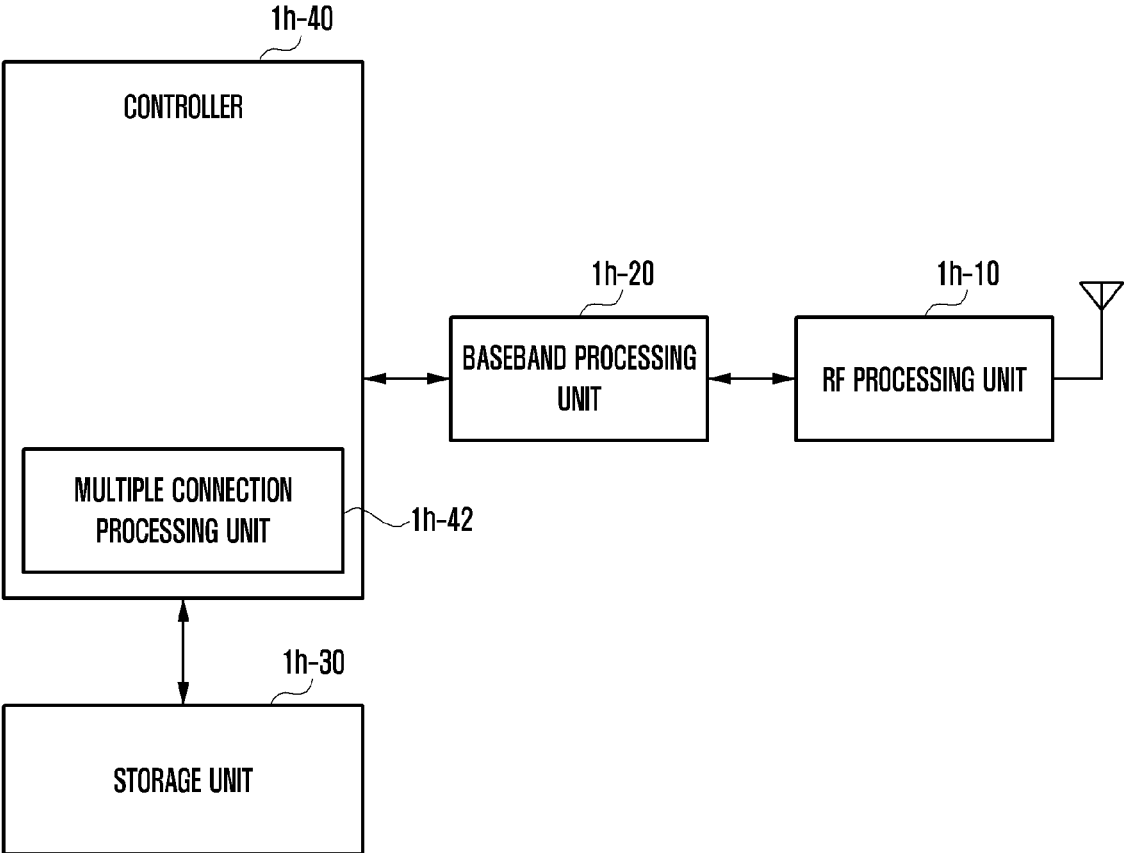 1h-40
CONTROLLER
1h-20
1h-10
BASEBAND PROCESSING
UNIT
RF PROCESSING UNIT
MULTIPLE CONNECTION
PROCESSING UNIT
1h-42
1h-30
STORAGE UNIT